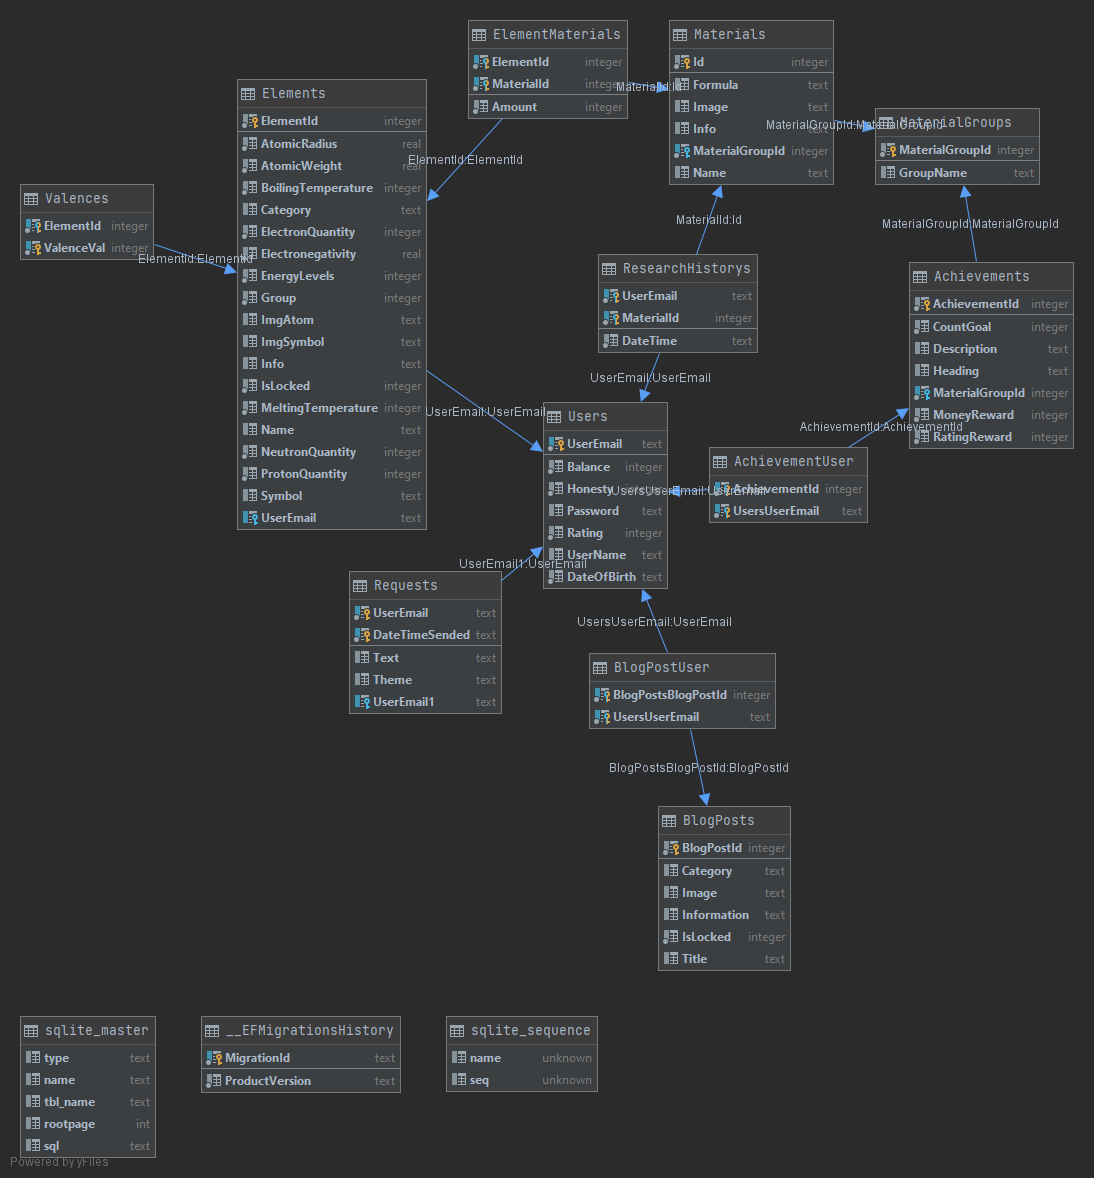 ElementMaterials
ElementId integer
MaterialId integer
Amount integer
Materials
Id integer
Formula text
Image text
Info text
MaterialGroupId integer
Name text
MaterialId:Id
MaterialGroupId:MaterialGroupId
MaterialGroups
MaterialGroupId integer
GroupName text
Elements
ElementId integer
AtomicRadius real
AtomicWeight real
BoilingTemperature integer
Category text
ElectronQuantity integer
Electronegativity real
EnergyLevels integer
Group integer
ImgAtom text
ImgSymbol text
Info text
IsLocked integer
MeltingTemperature integer
Name text
NeutronQuantity integer
ProtonQuantity integer
Symbol text
UserEmail text
ElementId:ElementId
Valences
ElementId integer
ValenceVal integer
ElementId:ElementId
MaterialId:Id
MaterialGroupId:MaterialGroupId
ResearchHistorys
UserEmail text
MaterialId integer
DateTime text
Achievements
AchievementId integer
CountGoal integer
Description text
Heading text
MaterialGroupId integer
MoneyReward integer
RatingReward integer
UserEmail:UserEmail
UserEmail:UserEmail
AchievementId:AchievementId
Users
UserEmail text
Balance integer
Honesty integer
Password text
Rating integer
UserName text
DateOfBirth text
AchievementUser
AchievementId integer
UsersUserEmail text
UsersUserEmail:UserEmail
UserEmail1:UserEmail
Requests
UserEmail text
DateTimeSended text
Text text
Theme text
UserEmail1 text
UsersUserEmail:UserEmail
BlogPostUser
BlogPostsBlogPostId integer
UsersUserEmail text
BlogPostsBlogPostId:BlogPostId
BlogPosts
BlogPostId integer
Category text
Image text
Information text
IsLocked integer
Title text
sqlite_master
type text
name text
tbl_name text
rootpage int
sql text
__EFMigrationsHistory
MigrationId text
ProductVersion text
sqlite_sequence
name unknown
seq unknown
Powered by yFiles